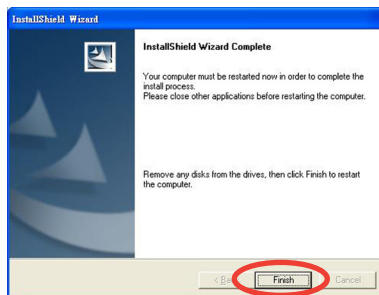 InstallShield Wizard
InstallShield Wizard Complete
Your computer must be restarted now in order to complete the
install process.
Please close other applications before restarting the computer.
Remove any disks from the drives, then click Finish to restart
the computer.
Finish
Cancel